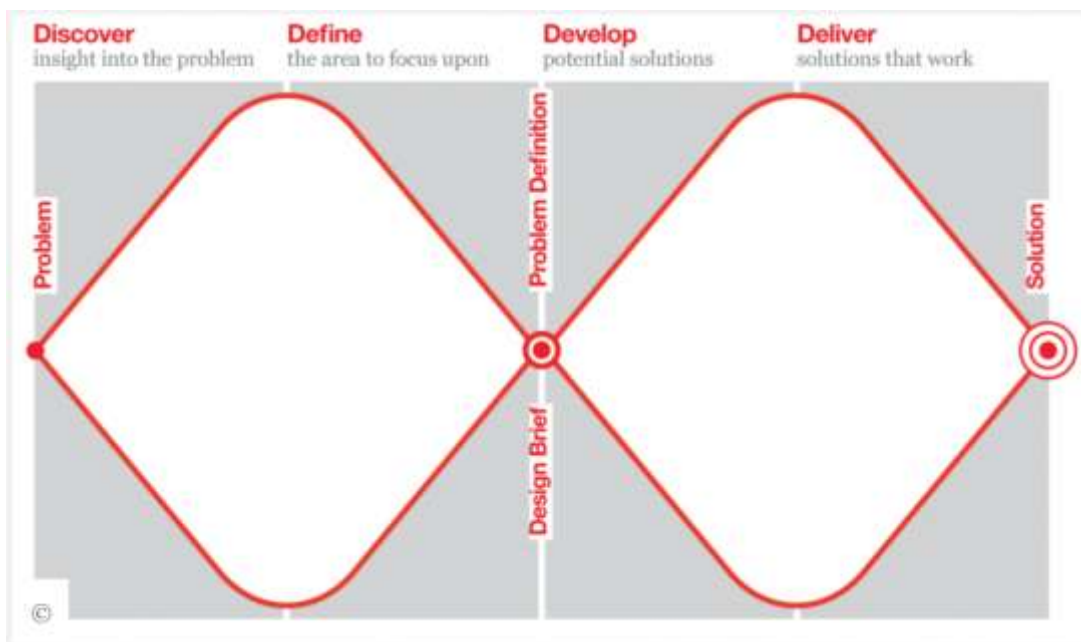 Discover
insight into the problem
Define
the area to focus upon
Develop
potential solutions
Deliver
solutions that work
Problem
Problem Definition
Design Brief
Solution
©